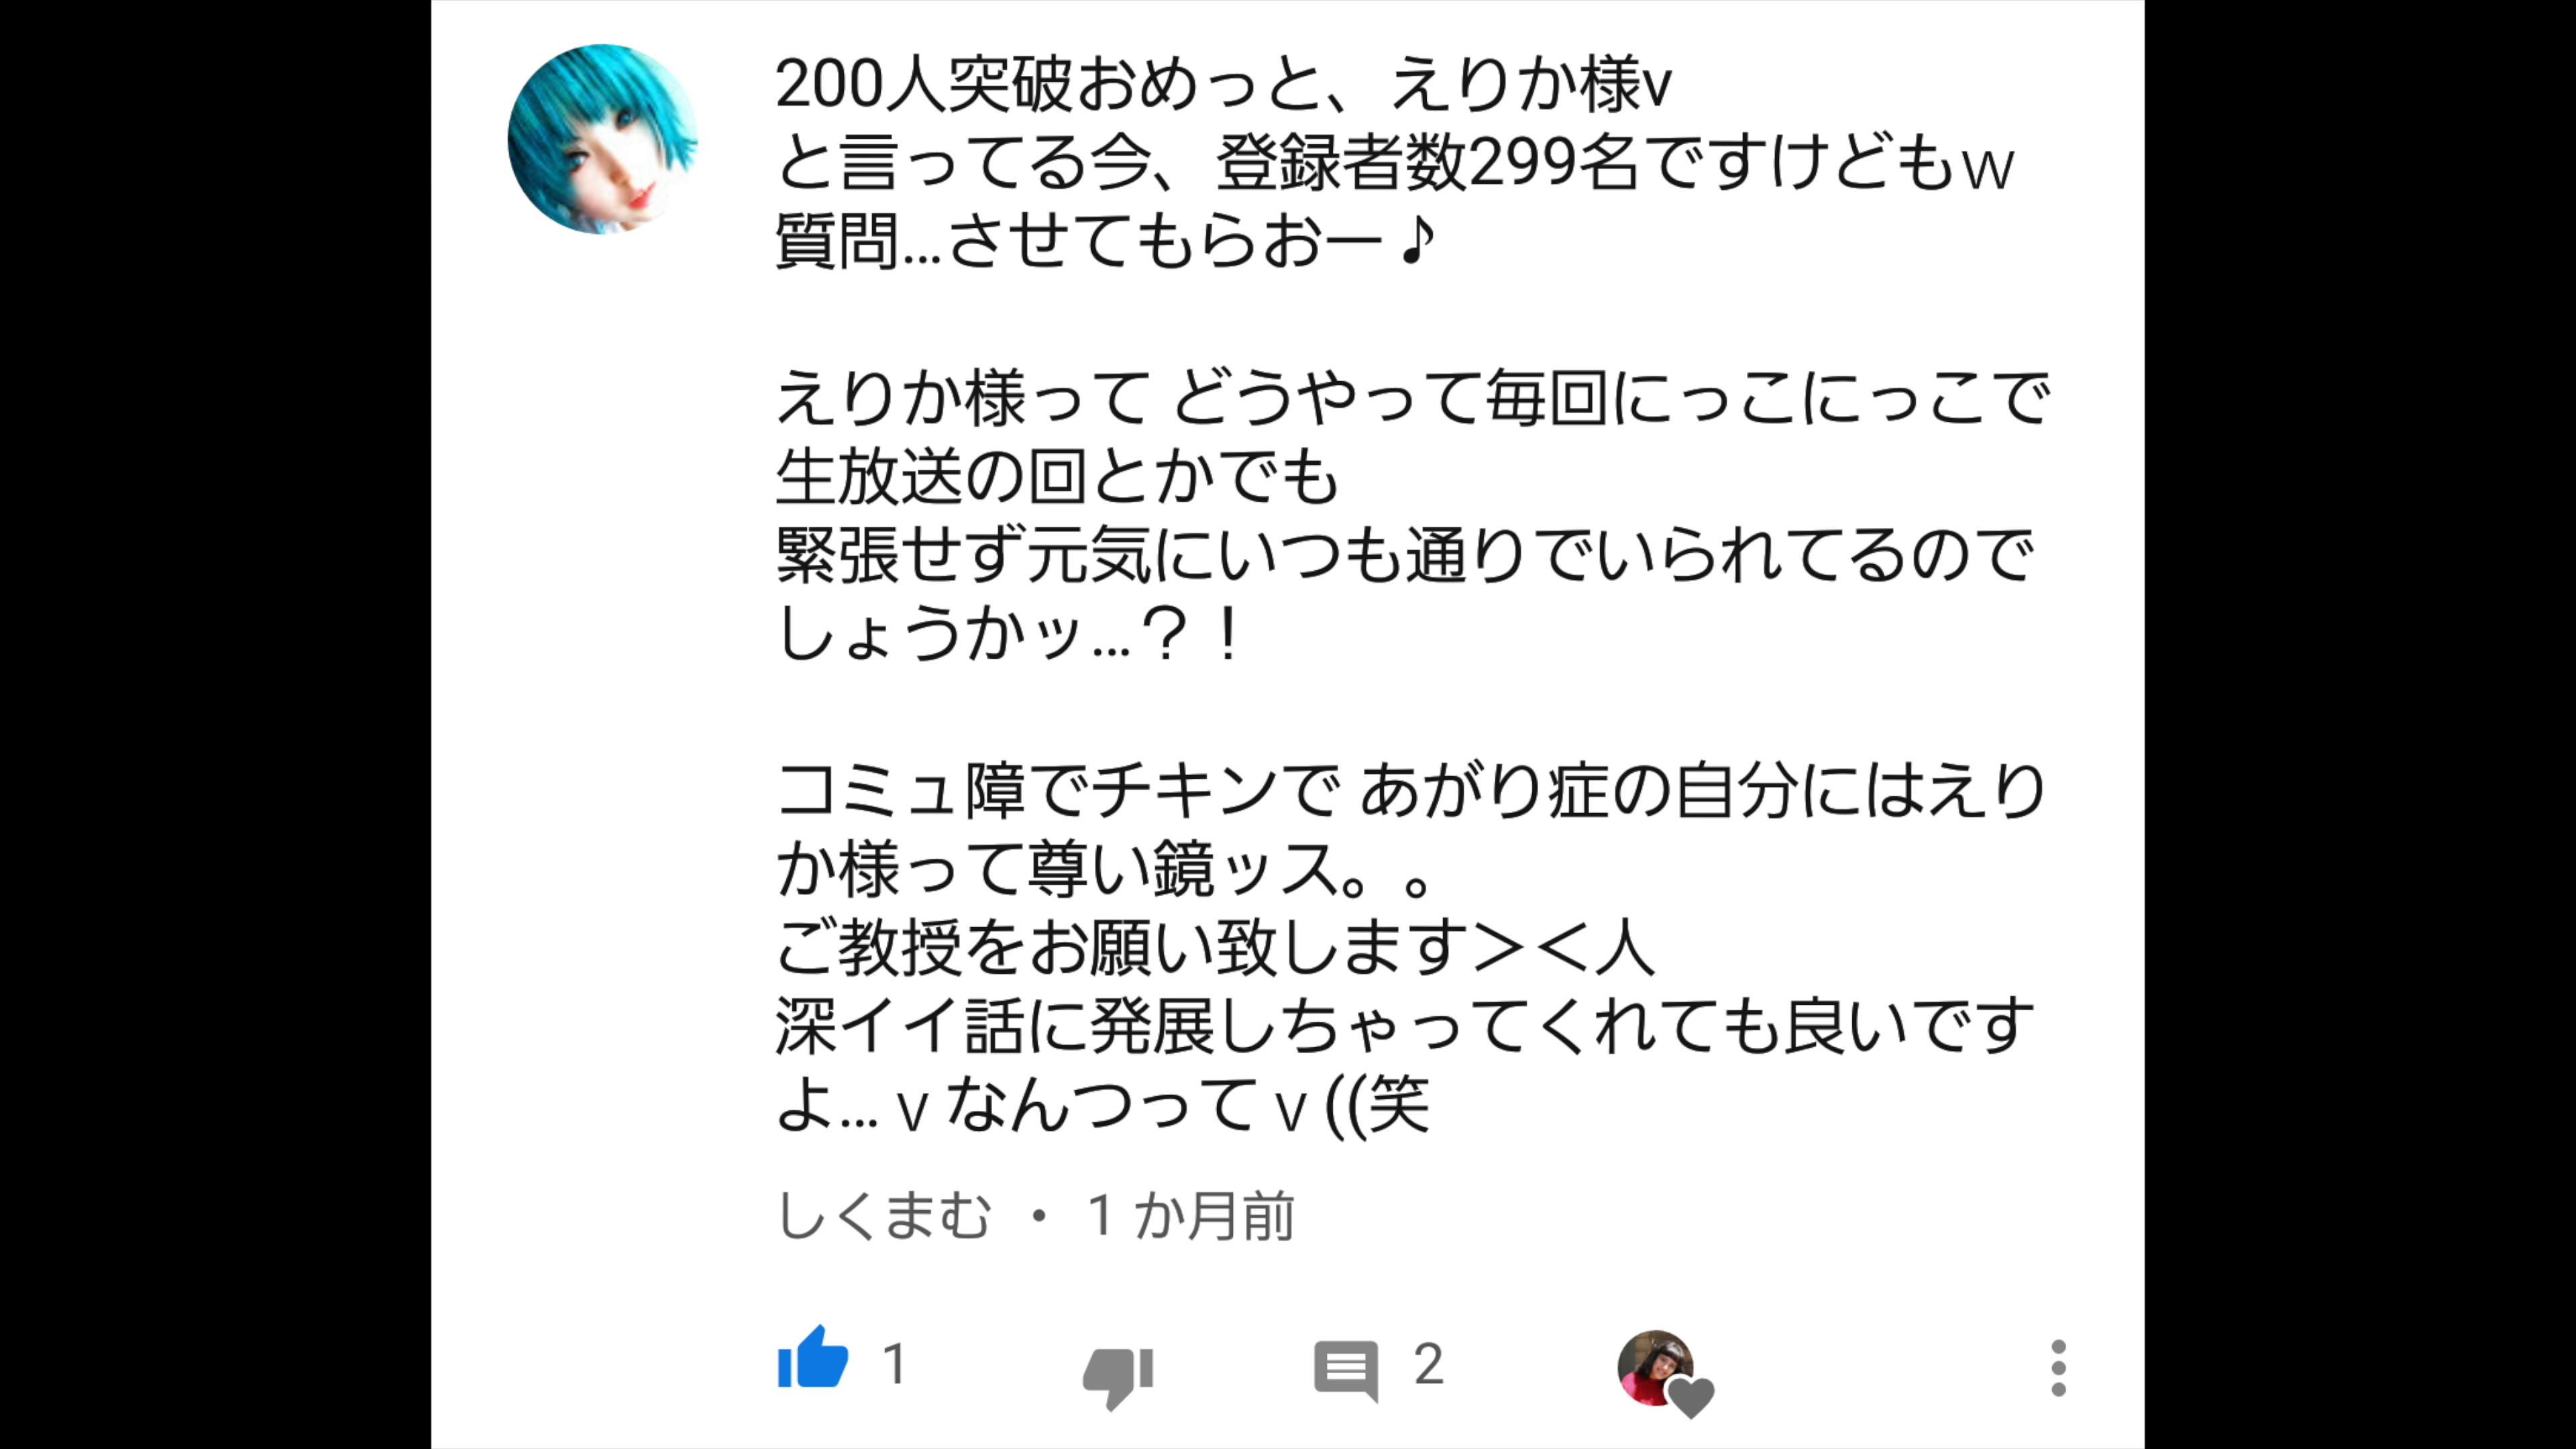 200人突破おめっと、えりか様v
と言ってる今、登録者数299名ですけどもｗ
質問…させてもらおー♪
えりか様って どうやって毎回にっこにっこで
生放送の回とかでも
緊張せず元気にいつも通りでいられてるので
しょうかッ…？！
コミュ障でチキンで あがり症の自分にはえり
か様って尊い鏡ッス。。
ご教授をお願い致します＞＜人
深イイ話に発展しちゃってくれても良いです
よ…ｖなんつってｖ((笑
しくまむ ・ 1 か月前
1 2